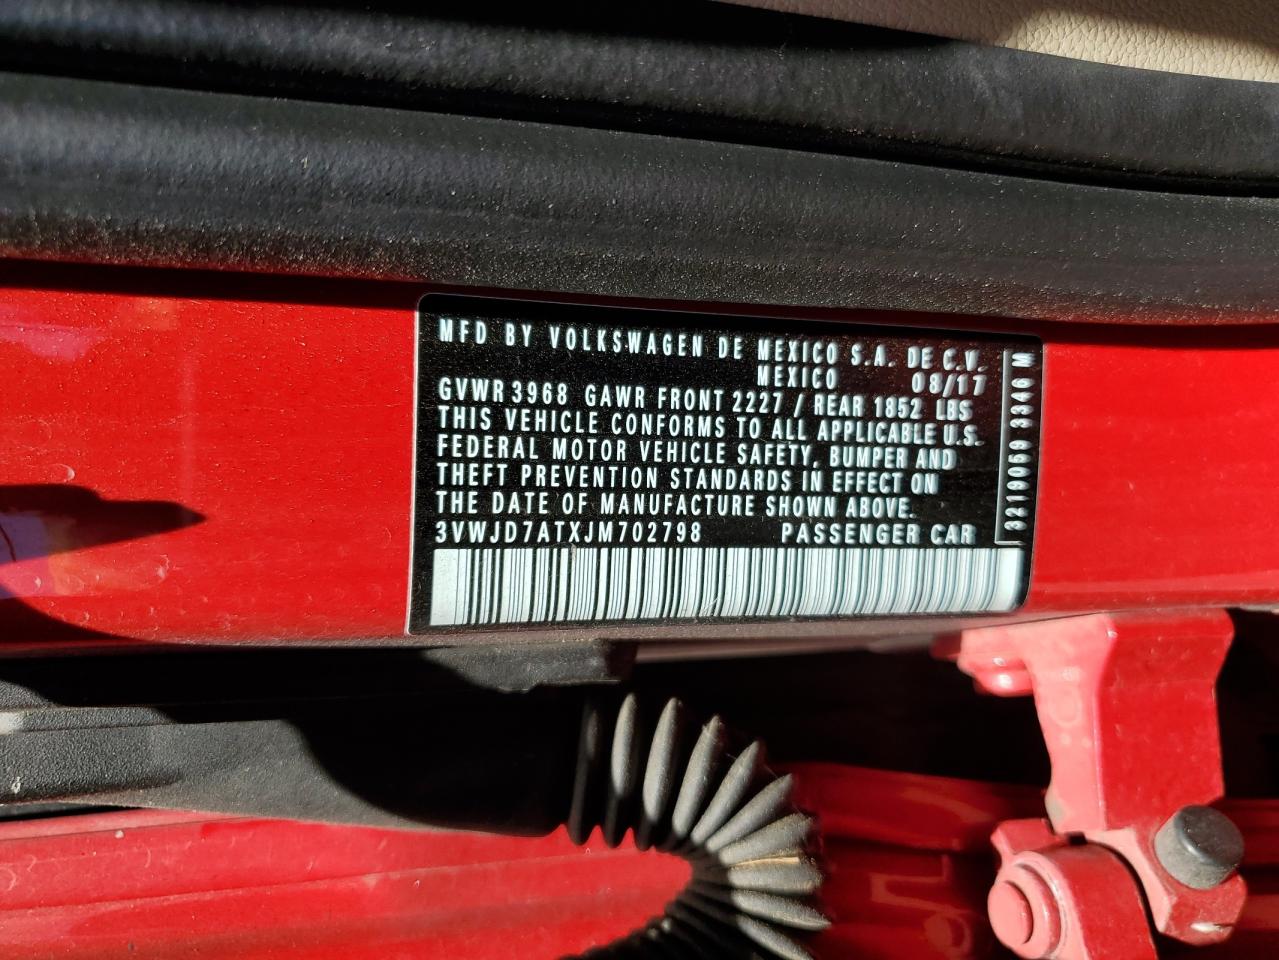 MFD BY VOLKSWAGEN DE MEXICO S.A. DE C.V.
MEXICO 08/17
GVWR 3968 GAWR FRONT 2227 / REAR 1852 LBS
THIS VEHICLE CONFORMS TO ALL APPLICABLE U.S.
FEDERAL MOTOR VEHICLE SAFETY, BUMPER AND
THEFT PREVENTION STANDARDS IN EFFECT ON
THE DATE OF MANUFACTURE SHOWN ABOVE.
3VWJD7ATXJM702798 PASSENGER CAR
3219059 3346 M